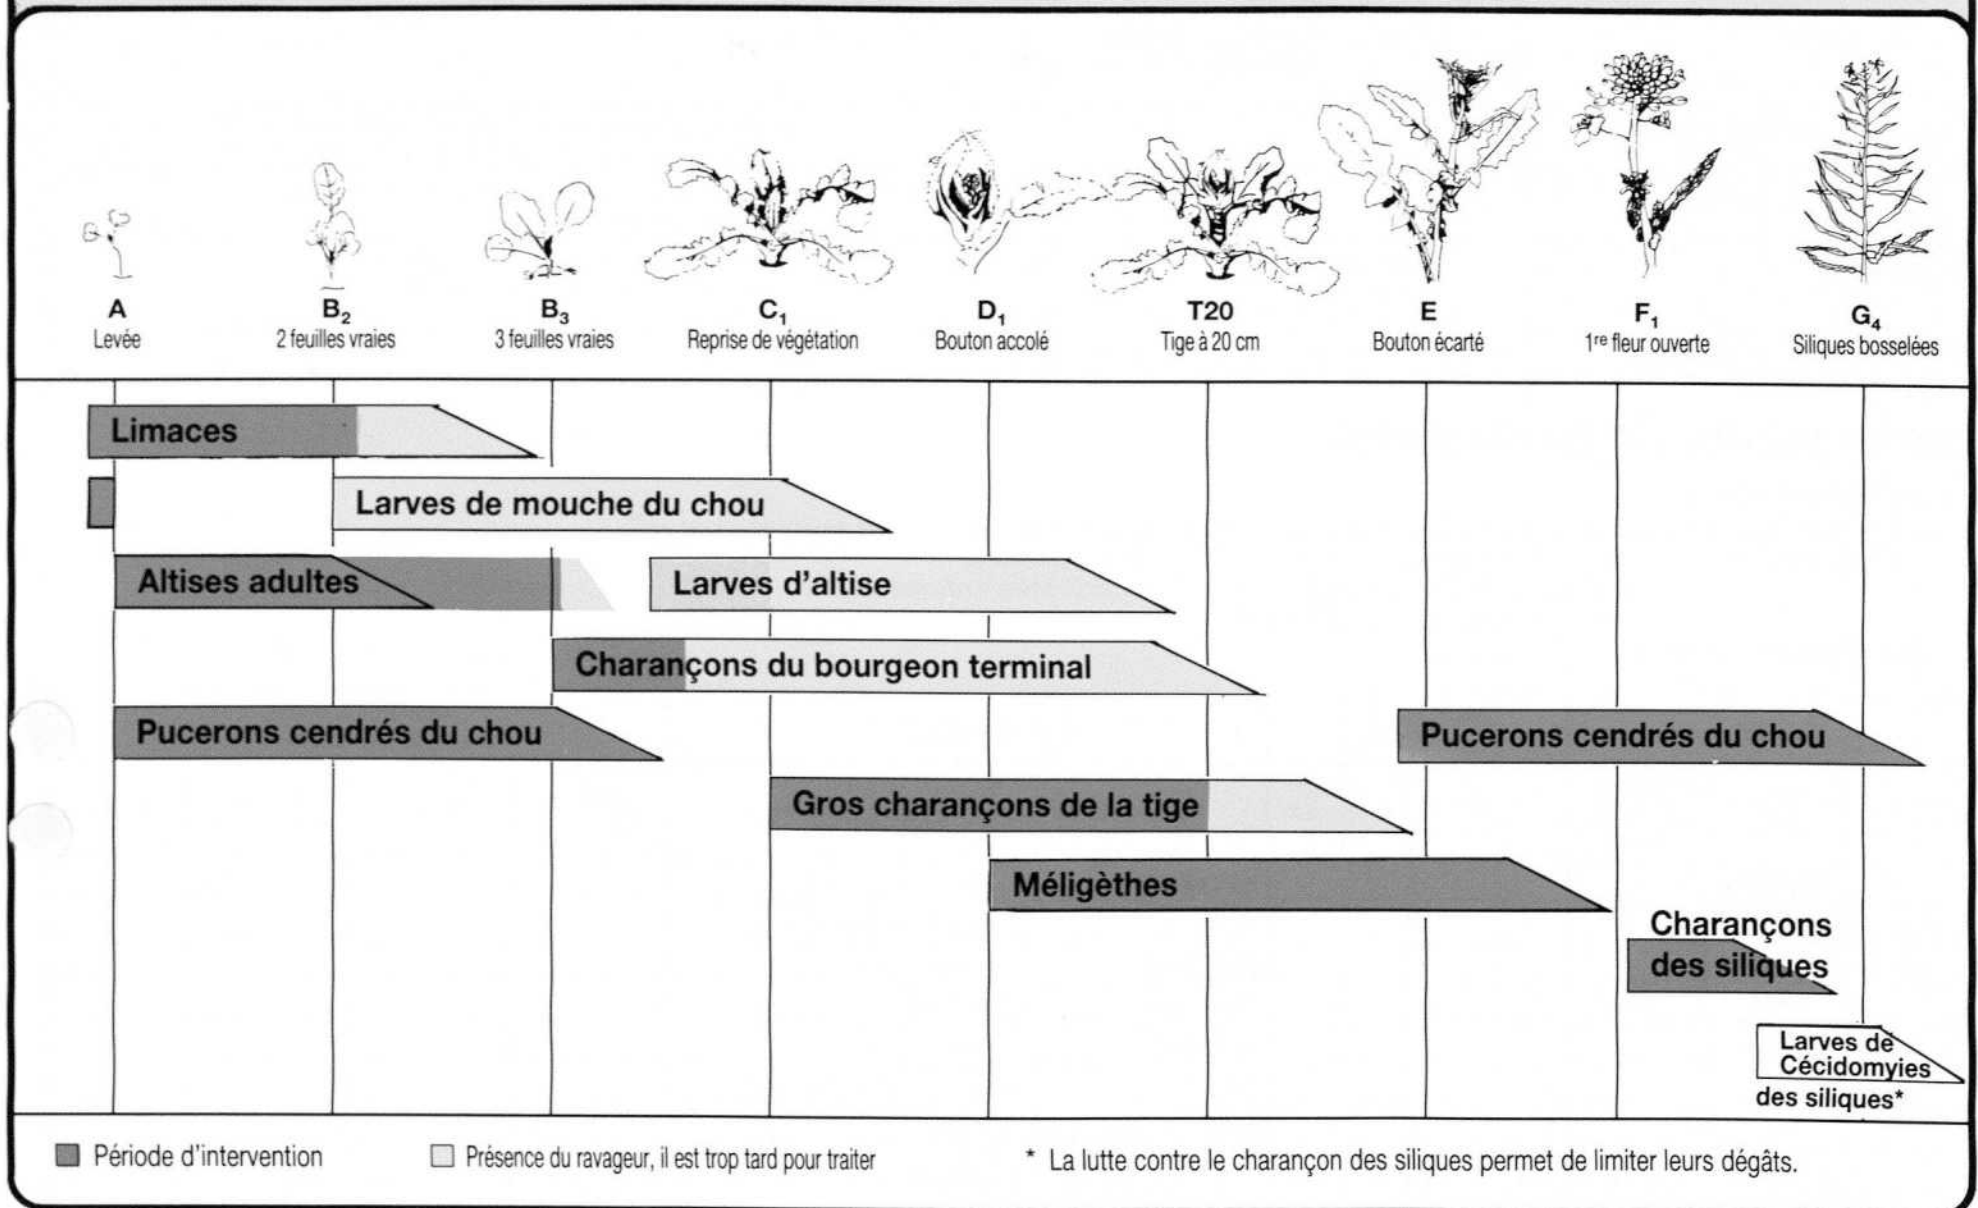 A
Levée
B₂
2 feuilles vraies
B₃
3 feuilles vraies
C₁
Reprise de végétation
D₁
Bouton accolé
T20
Tige à 20 cm
E
Bouton écarté
F₁
1re fleur ouverte
G₄
Siliques bosselées
Limaces
Larves de mouche du chou
Altises adultes
Larves d'altise
Charançons du bourgeon terminal
Pucerons cendrés du chou
Pucerons cendrés du chou
Gros charançons de la tige
Méligèthes
Charançons
des siliques
Larves de
Cécidomyies
des siliques*
Période d'intervention
Présence du ravageur, il est trop tard pour traiter
* La lutte contre le charançon des siliques permet de limiter leurs dégâts.